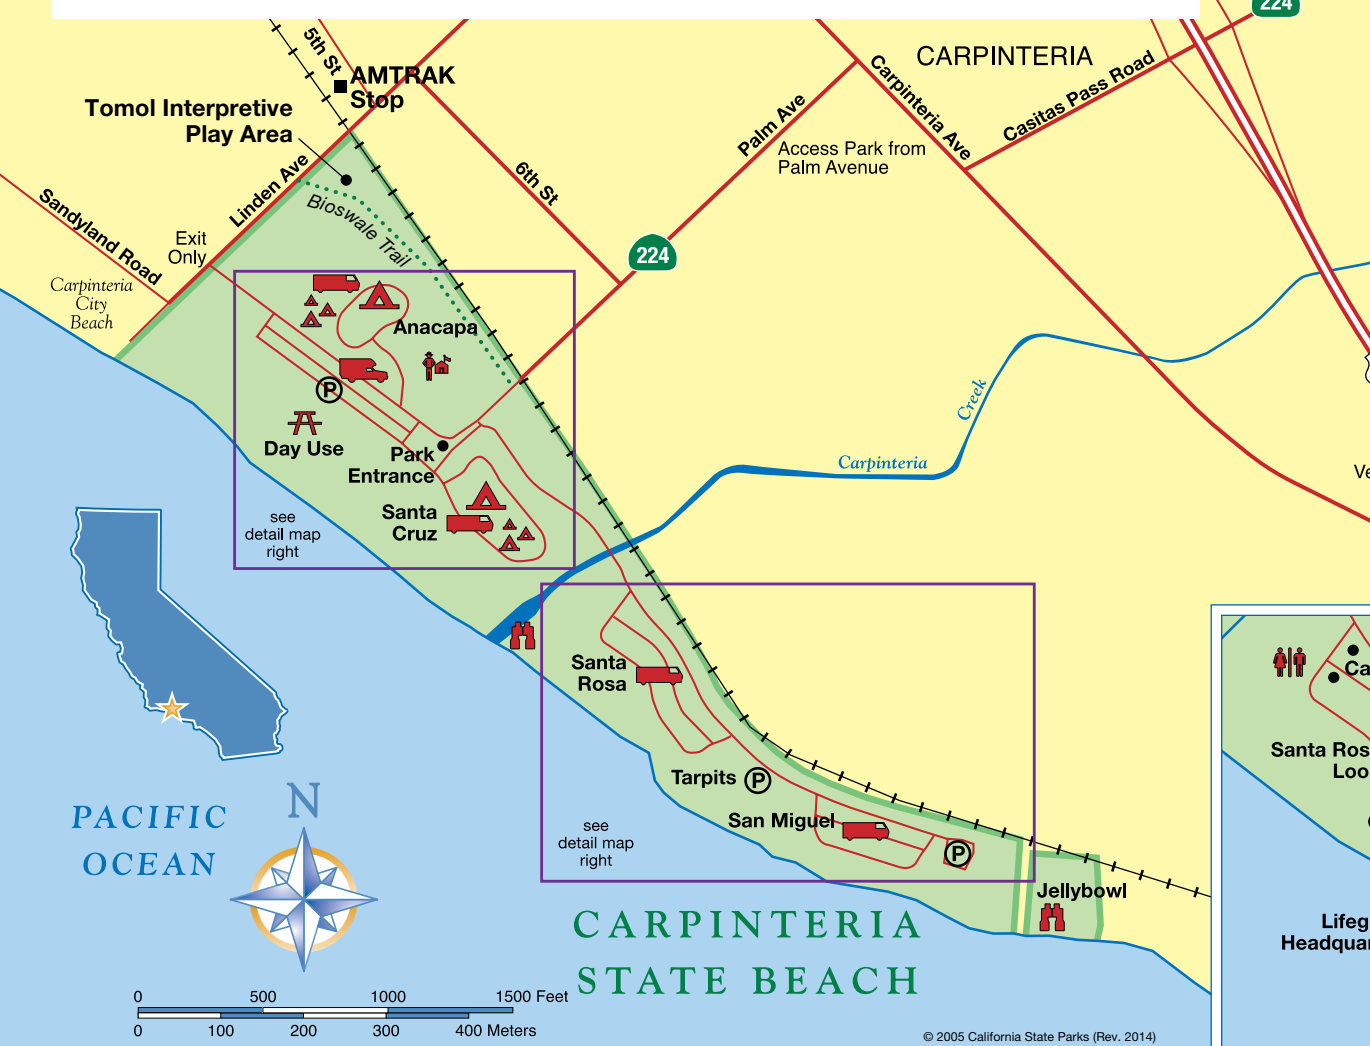 224
CARPINTERIA
5th St
AMTRAK
Stop
Tomol Interpretive
Play Area
Carpinteria Ave
Casitas Pass Road
Palm Ave
Access Park from
Palm Avenue
6th St
Linden Ave
Sandyland Road
Bioswale Trail
Exit
Only
224
Carpinteria
City
Beach
Anacapa
P
Day Use
Park
Entrance
Creek
Carpinteria
Santa
Cruz
see
detail map
right
Santa
Rosa
Tarpits
P
San Miguel
P
see
detail map
right
Jellybowl
Ve
Ca
Santa Ros
Loo
Lifeg
Headquar
PACIFIC
OCEAN
N
CARPINTERIA
STATE BEACH
0 500 1000 1500 Feet
0 100 200 300 400 Meters
© 2005 California State Parks (Rev. 2014)